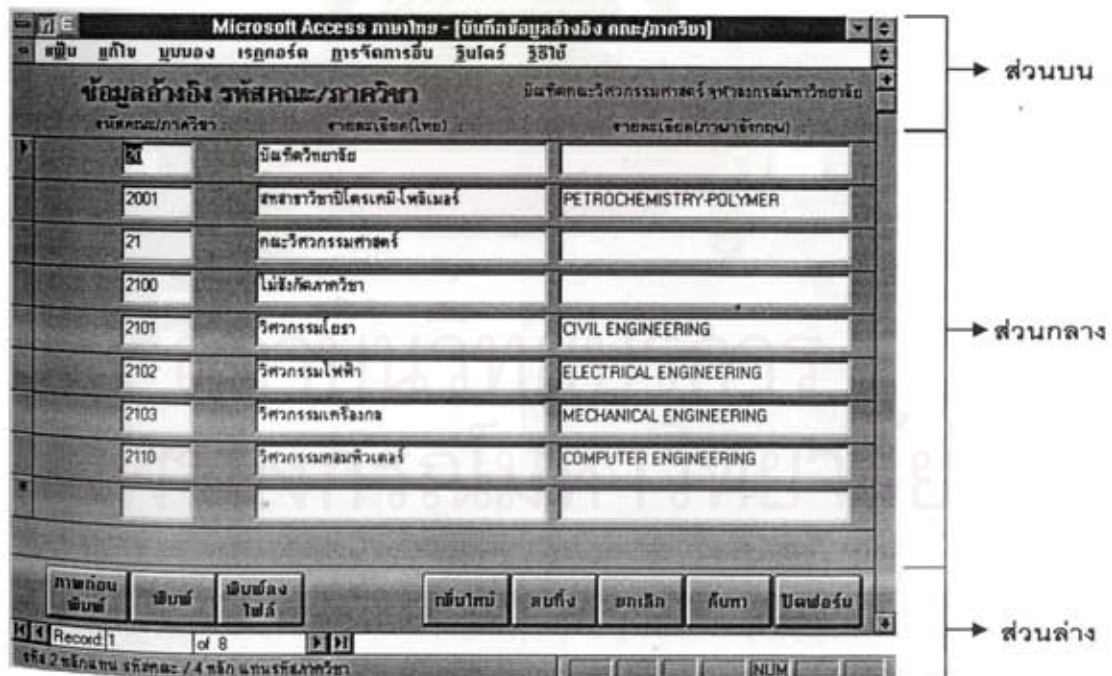 ก E Microsoft Access ภาษาไทย - [บันทึกข้อมูลอ้างอิง คณะ/ภาควิชา]
แฟ้ม แก้ไข มุมมอง เรกคอร์ด การจัดการอื่น วินโดว์ วิธีใช้
ส่วนบน
ข้อมูลอ้างอิง รหัสคณะ/ภาควิชา บัณฑิตคณะวิศวกรรมศาสตร์ จุฬาลงกรณ์มหาวิทยาลัย
รหัสคณะ/ภาควิชา : รายละเอียด(ไทย) : รายละเอียด(ภาษาอังกฤษ)
20 บัณฑิตวิทยาลัย
2001 สหสาขาวิชาปิโตรเคมี-โพลิเมอร์ PETROCHEMISTRY-POLYMER
21 คณะวิศวกรรมศาสตร์
2100 ไม่สังกัดภาควิชา
2101 วิศวกรรมโยธา CIVIL ENGINEERING
ส่วนกลาง
2102 วิศวกรรมไฟฟ้า ELECTRICAL ENGINEERING
2103 วิศวกรรมเครื่องกล MECHANICAL ENGINEERING
2110 วิศวกรรมคอมพิวเตอร์ COMPUTER ENGINEERING
ภาพก่อนพิมพ์ พิมพ์ พิมพ์ลงไฟล์ เพิ่มใหม่ ลบทิ้ง ยกเลิก ค้นหา ปิดฟอร์ม
Record: 1 of 8
ส่วนล่าง
รหัส 2 หลักแทน รหัสคณะ / 4 หลัก แทนรหัสภาควิชา NUM